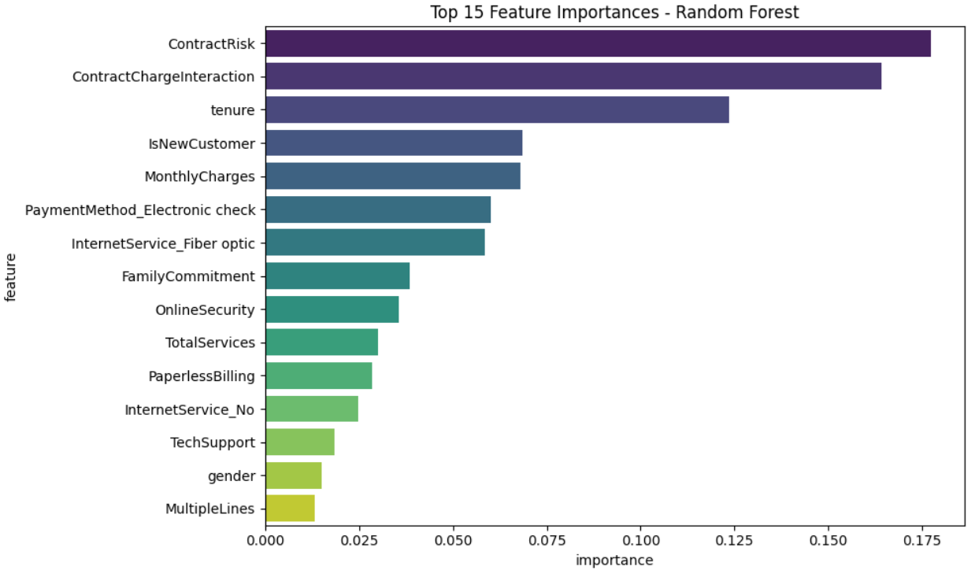 Top 15 Feature Importances - Random Forest
feature
ContractRisk
ContractChargeInteraction
tenure
IsNewCustomer
MonthlyCharges
PaymentMethod_Electronic check
InternetService_Fiber optic
FamilyCommitment
OnlineSecurity
TotalServices
PaperlessBilling
InternetService_No
TechSupport
gender
MultipleLines
0.000 0.025 0.050 0.075 0.100 0.125 0.150 0.175
importance